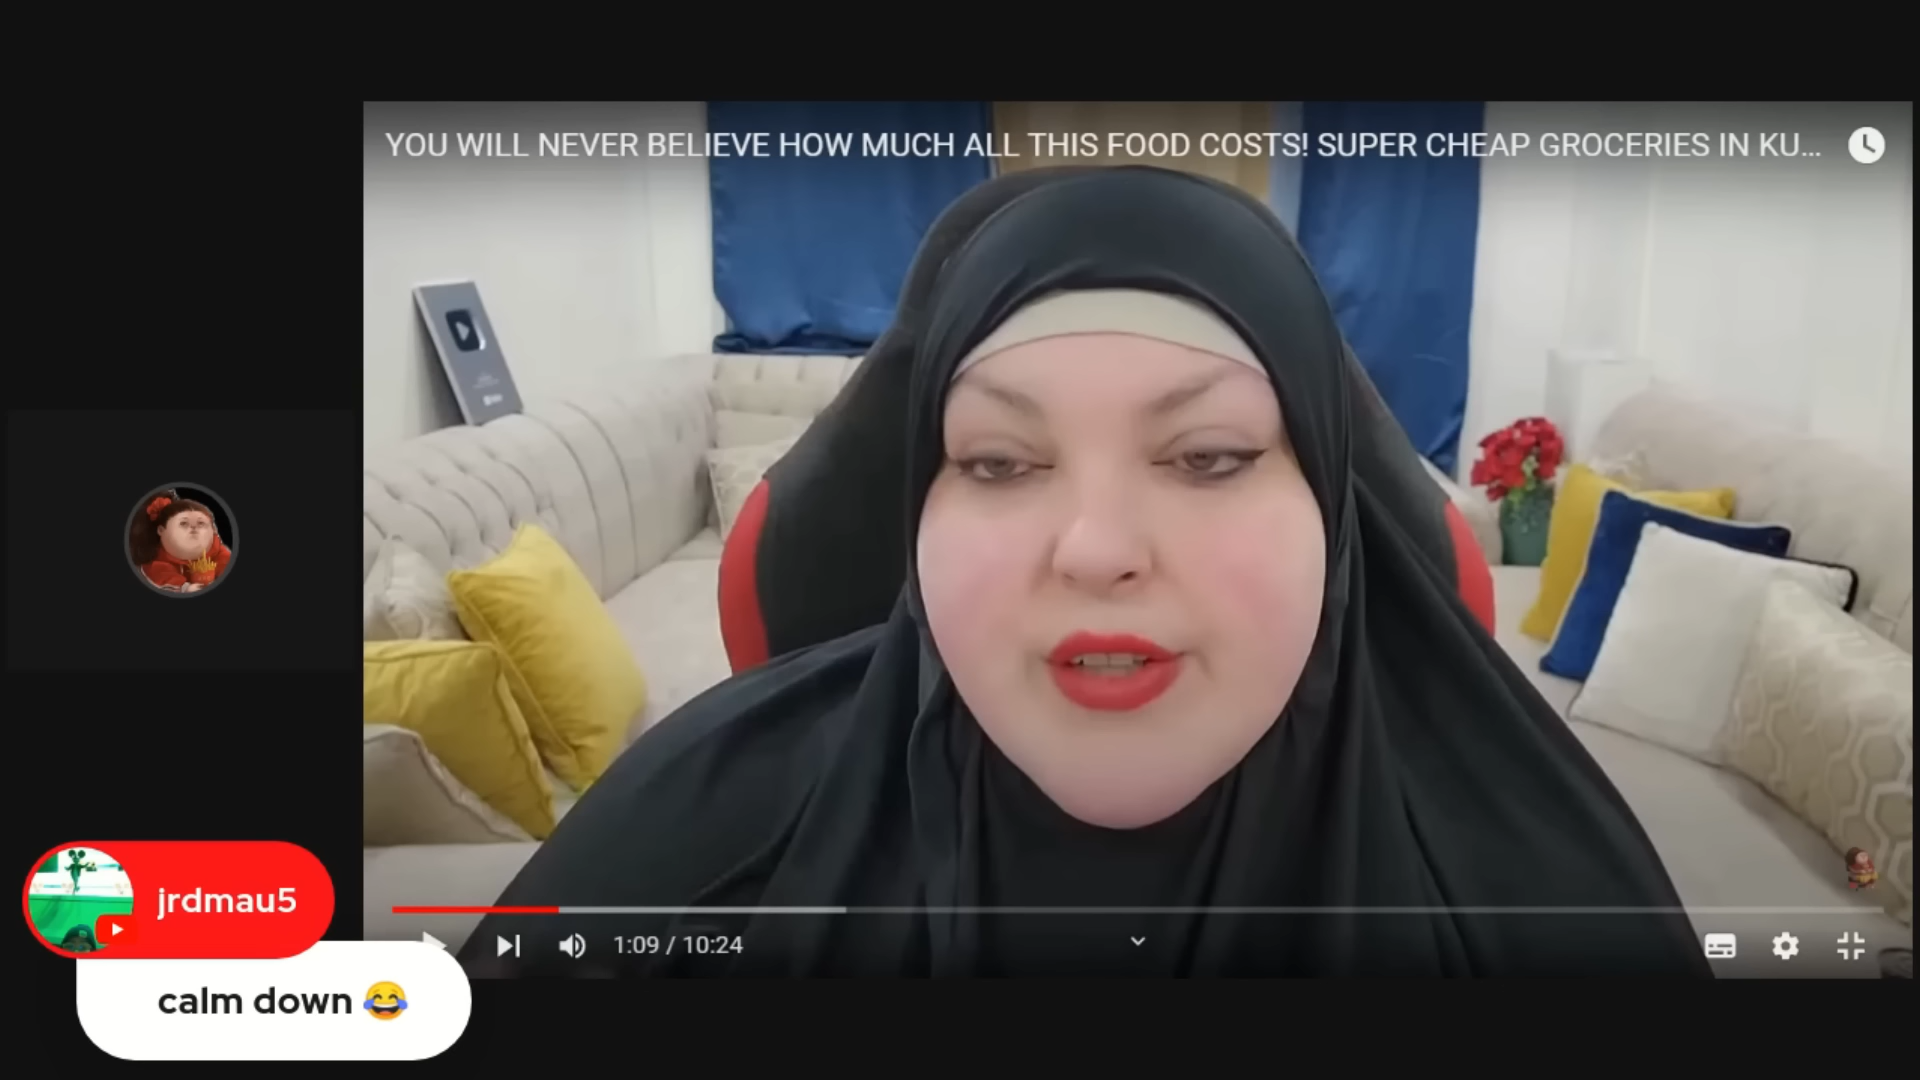 YOU WILL NEVER BELIEVE HOW MUCH ALL THIS FOOD COSTS! SUPER CHEAP GROCERIES IN KU...
jrdmau5
1:09 / 10:24
calm down 😂